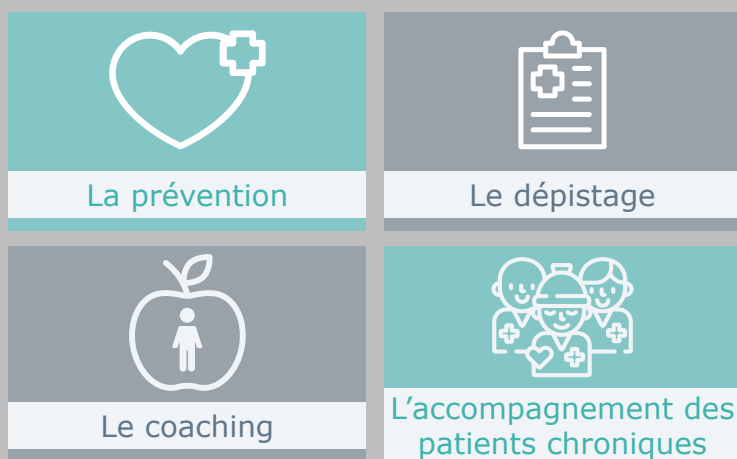 La prévention
Le dépistage
Le coaching
L’accompagnement des
patients chroniques